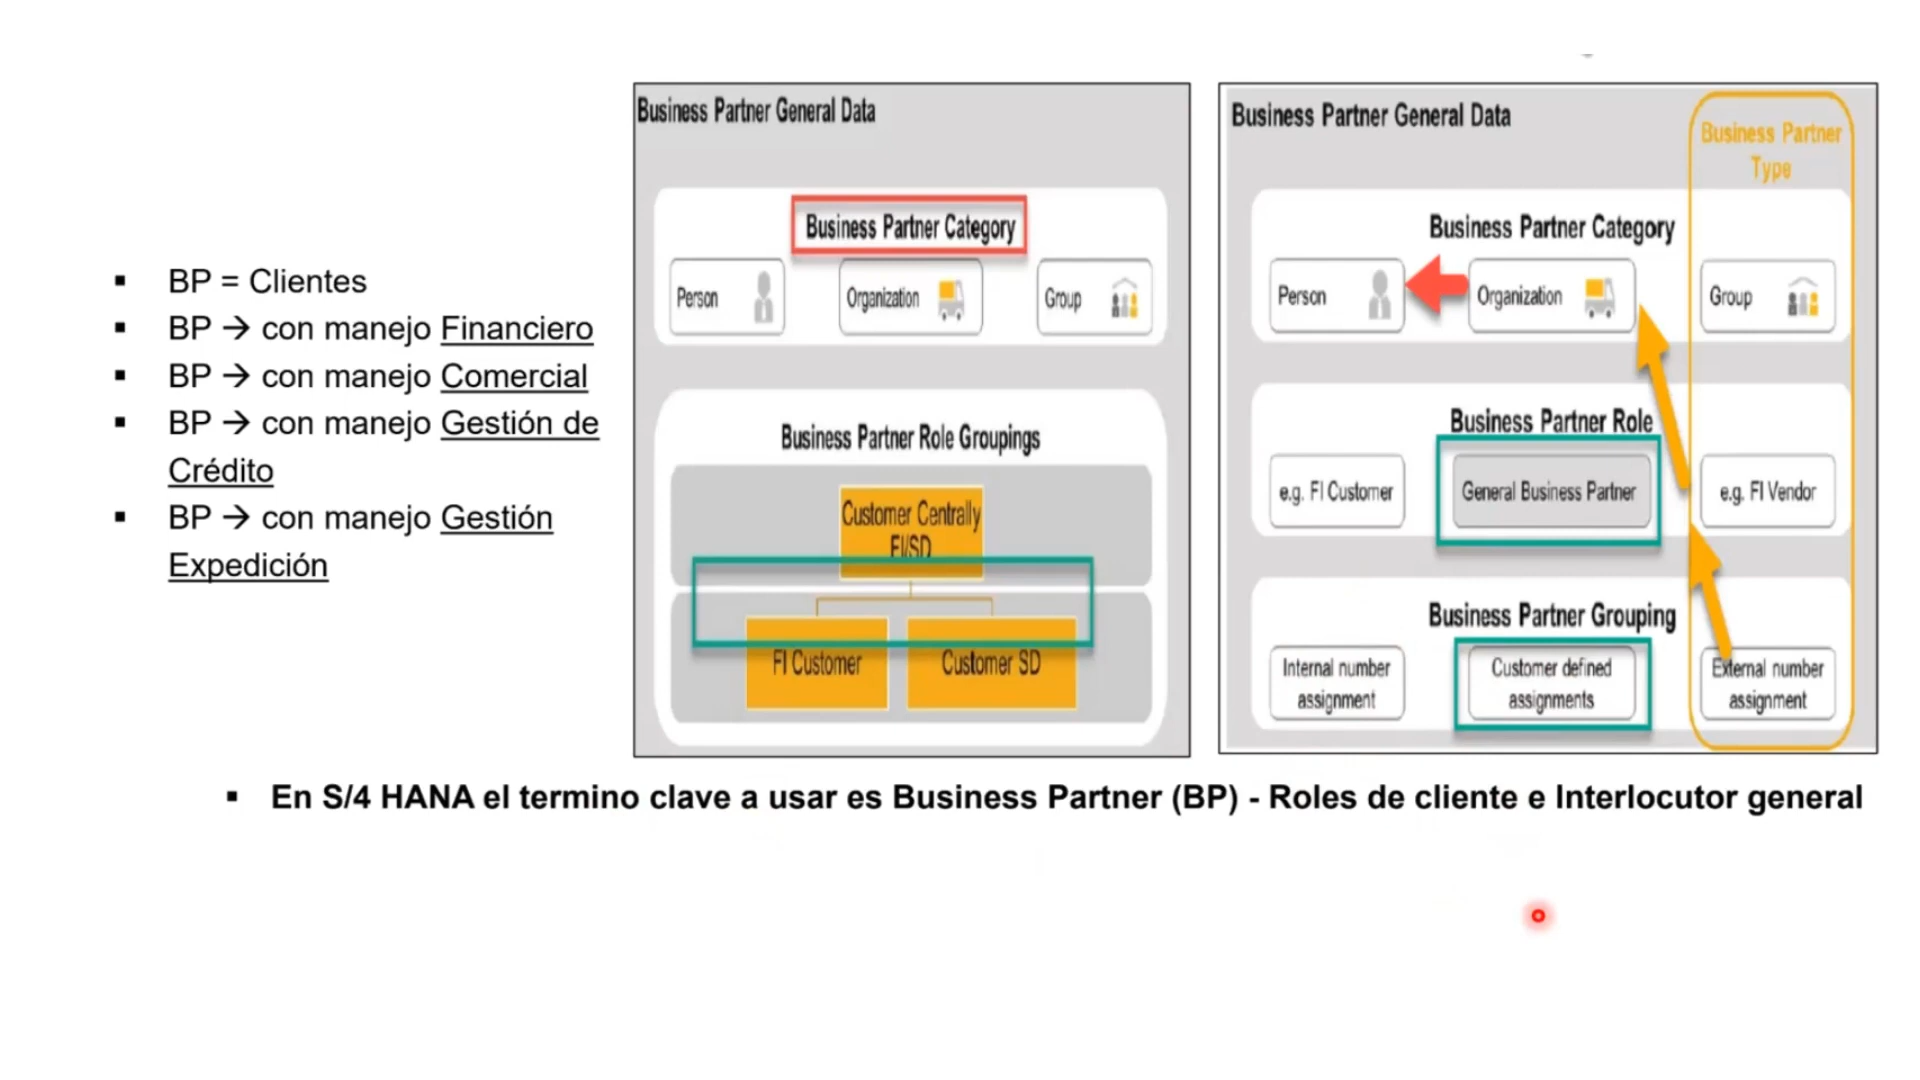 ▪ BP = Clientes
▪ BP → con manejo Financiero
▪ BP → con manejo Comercial
▪ BP → con manejo Gestión de
Crédito
▪ BP → con manejo Gestión
Expedición
Business Partner General Data
Business Partner Category
Person
Organization
Group
Business Partner Role Groupings
Customer Centrally
FI/SD
FI Customer
Customer SD
Business Partner General Data
Business Partner
Type
Business Partner Category
Person
Organization
Group
Business Partner Role
e.g. FI Customer
General Business Partner
e.g. FI Vendor
Business Partner Grouping
Internal number
assignment
Customer defined
assignments
External number
assignment
▪ En S/4 HANA el termino clave a usar es Business Partner (BP) - Roles de cliente e Interlocutor general